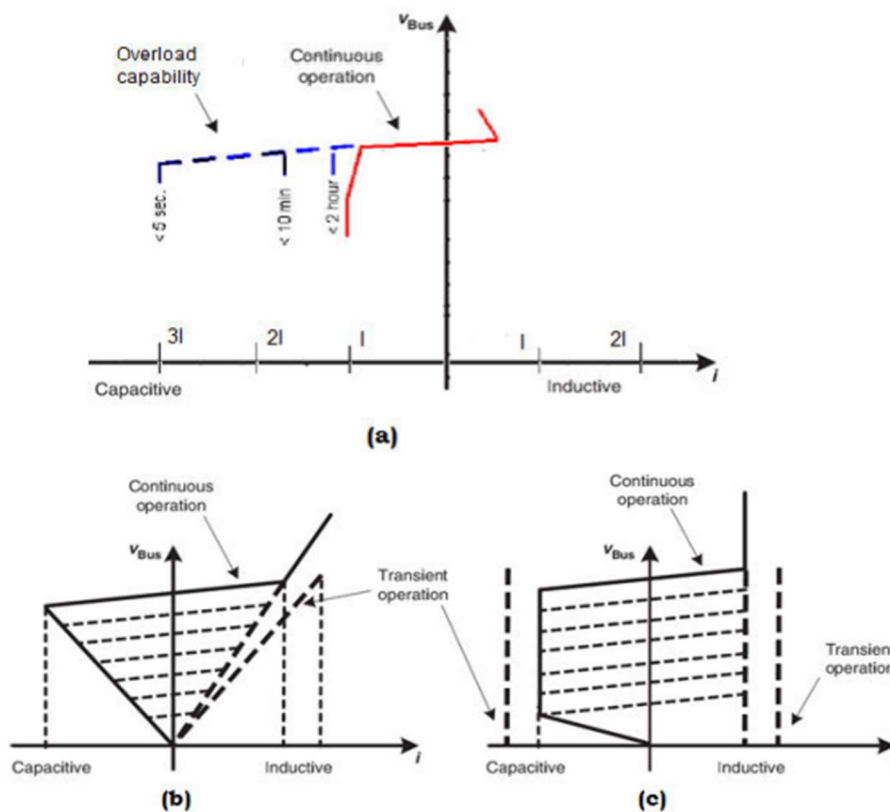 vBus
Overload
capability
Continuous
operation
< 5 sec.
< 10 min
< 2 hour
3I
2I
I
I
2I
Capacitive
Inductive
i
(a)
Continuous
operation
vBus
Transient
operation
Capacitive
Inductive
i
(b)
Continuous
operation
vBus
Transien
operation
Capacitive
Inductive
(c)